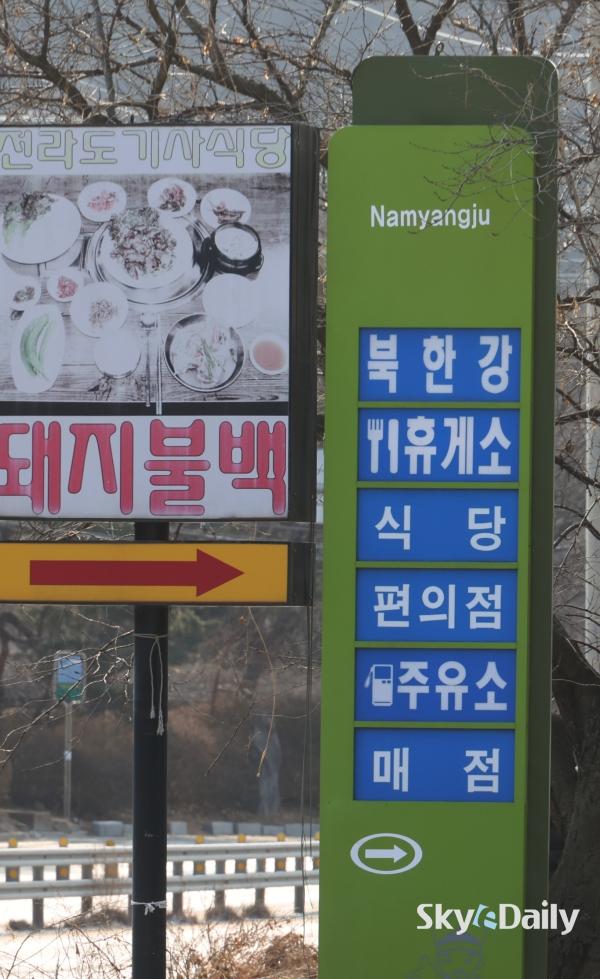 전라도기사식당
돼지불백
Namyangju
북한강
휴게소
식당
편의점
주유소
매점
SkyeDaily